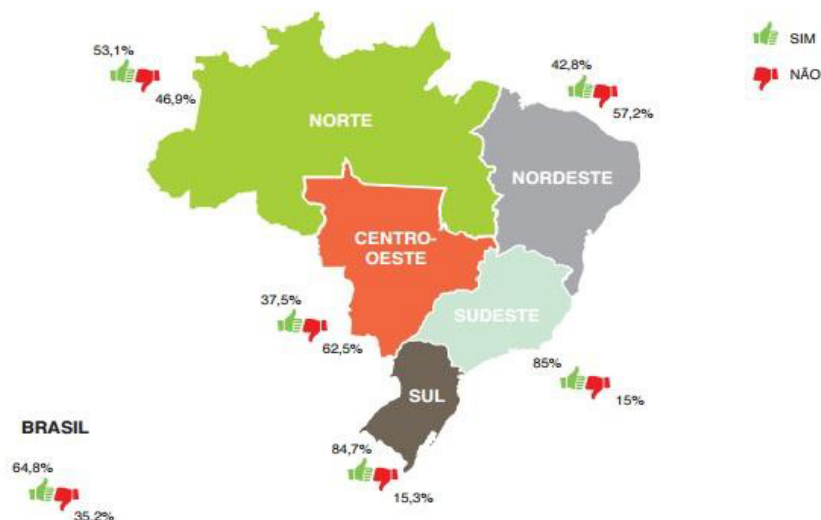 53,1%
46,9%
42,8%
57,2%
SIM
NÃO
NORTE
NORDESTE
CENTRO-
OESTE
SUDESTE
37,5%
62,5%
85%
15%
SUL
BRASIL
84,7%
15,3%
64,8%
35,2%